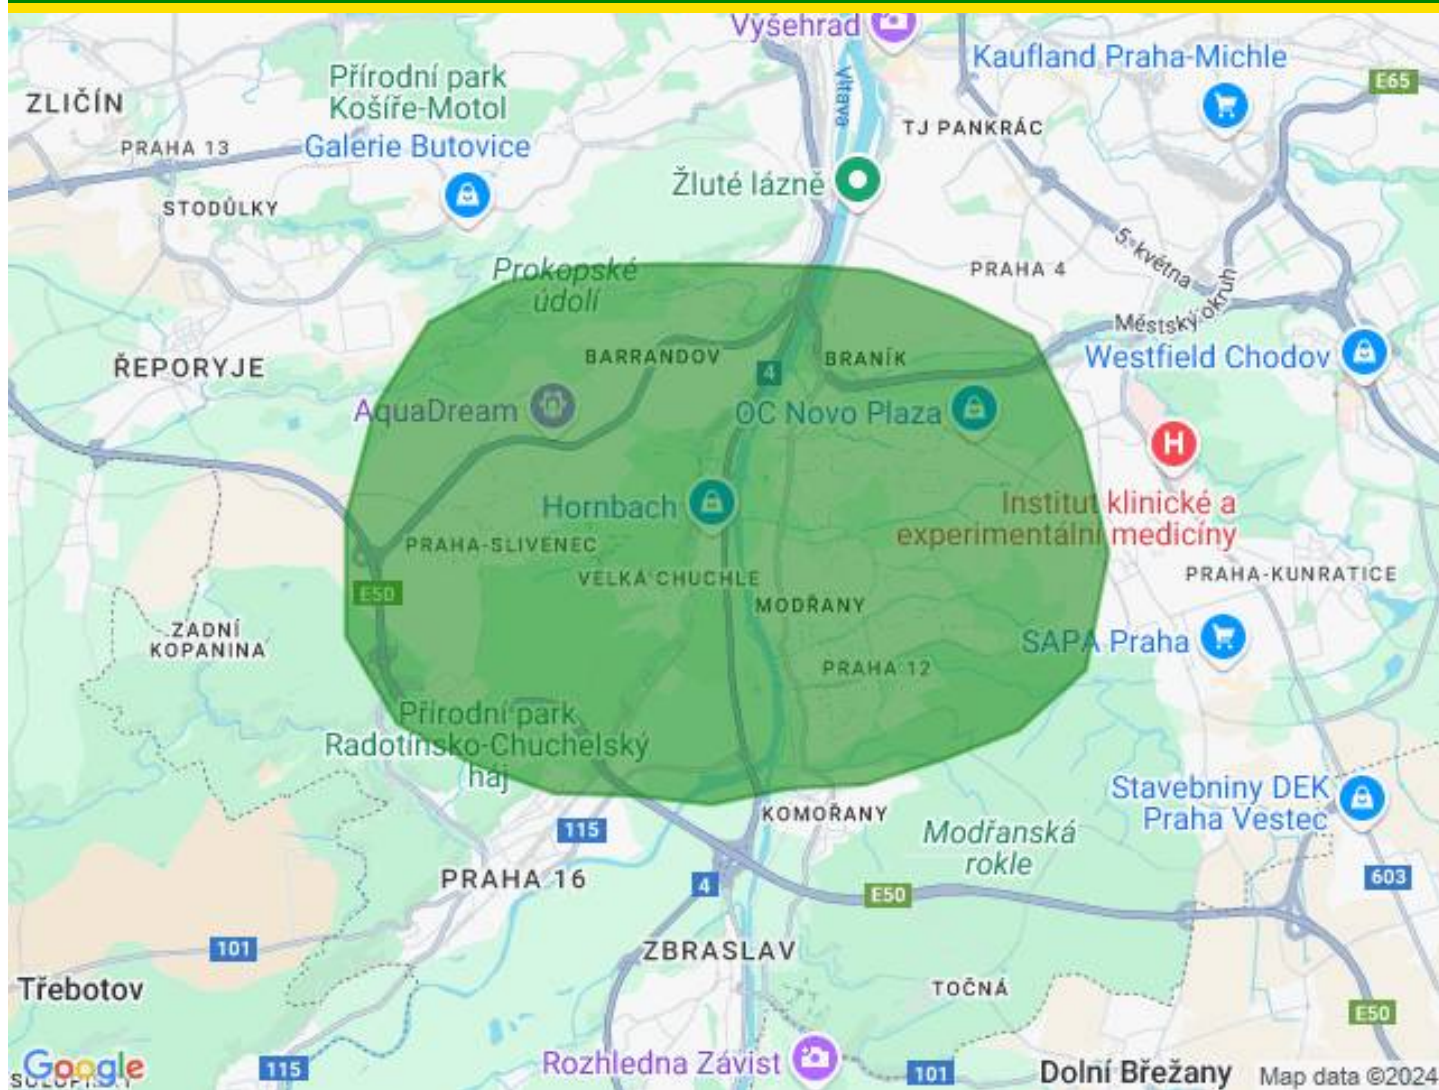 Vyšehrad
Kaufland Praha-Michle
Přírodní park
Košíře-Motol
E65
ZLIČÍN
Vltava
TJ PANKRÁC
PRAHA 13
Galerie Butovice
Žluté lázně
STODŮLKY
5. května
Prokopské
údolí
PRAHA 4
Městský okruh
BARRANDOV
BRANÍK
Westfield Chodov
ŘEPORYJE
4
AquaDream
OC Novo Plaza
H
Hornbach
Institut klinické a
experimentální medicíny
PRAHA-SLIVENEC
VELKÁ CHUCHLE
PRAHA-KUNRATICE
E50
MODŘANY
ZADNÍ
KOPANINA
SAPA Praha
PRAHA 12
Přírodní park
Radotínsko-Chuchelský
háj
Stavebniny DEK
Praha Vestec
KOMOŘANY
115
Modřanská
rokle
PRAHA 16
4
E50
603
101
ZBRASLAV
Třebotov
TOČNÁ
E50
Google
115
Rozhledna Závist
101
Dolní Břežany
Map data ©2024